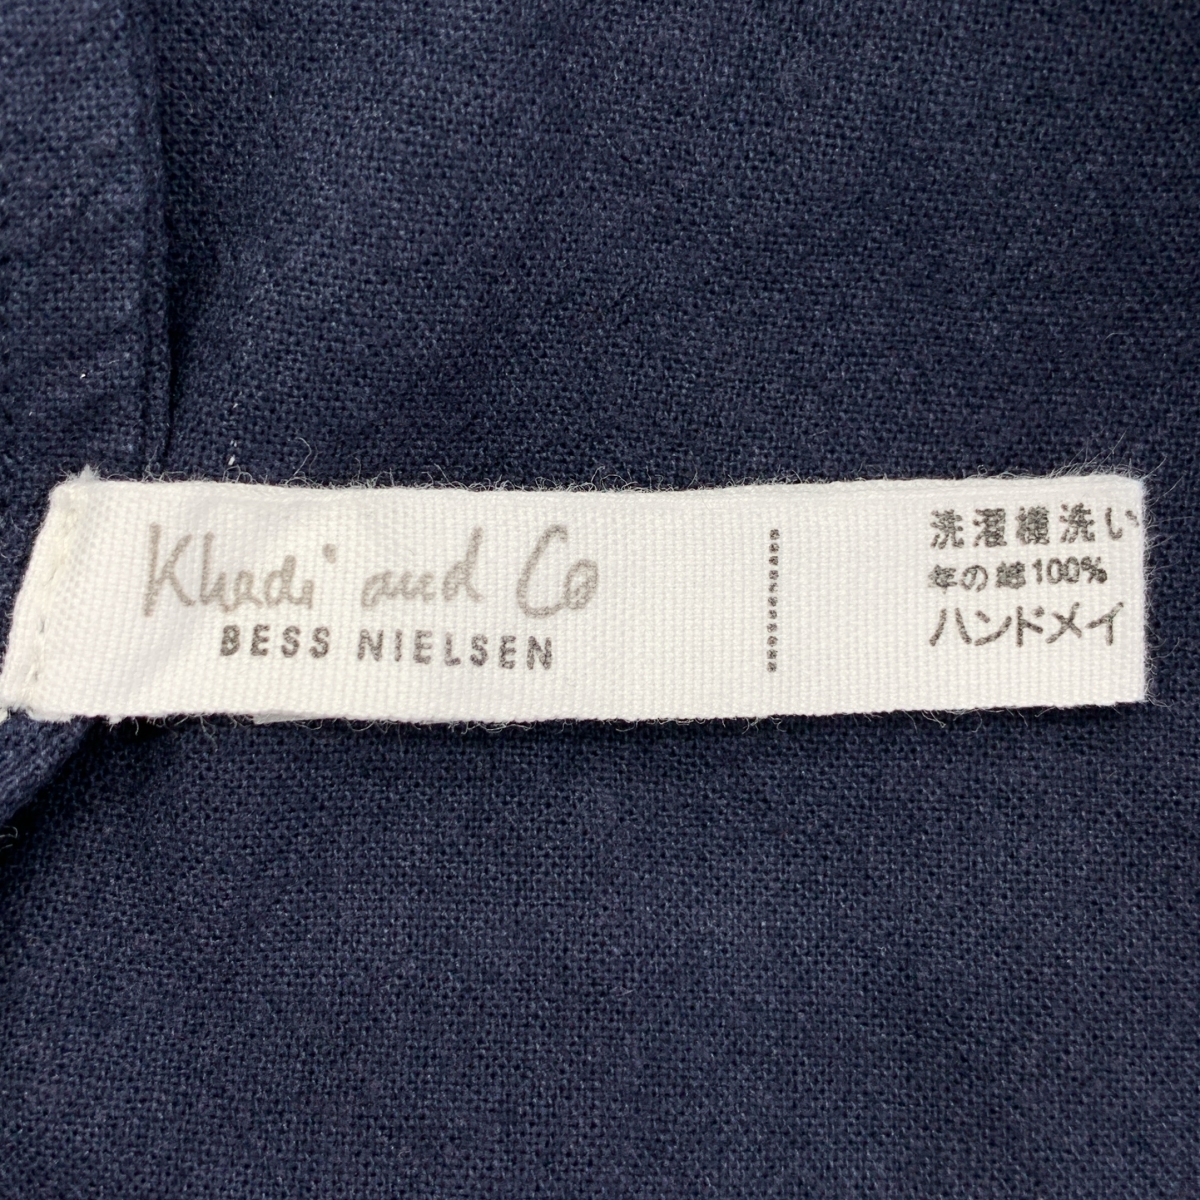 Khadi and Co
BESS NIELSEN
洗濯機洗い
年の綿100%
ハンドメイ